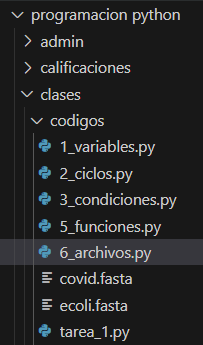 programacion python
admin
calificaciones
clases
codigos
1_variables.py
2_ciclos.py
3_condiciones.py
5_funciones.py
6_archivos.py
covid.fasta
ecoli.fasta
tarea_1.py